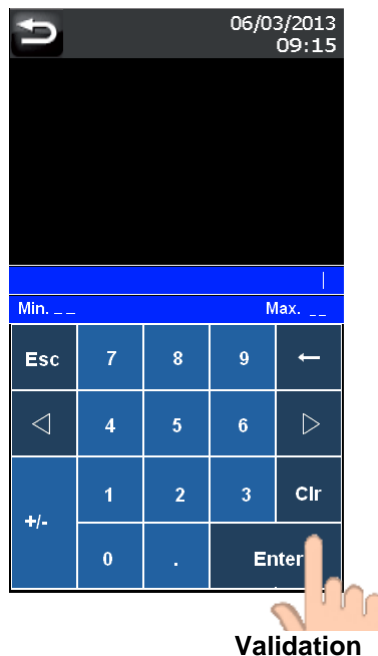 06/03/2013
09:15
Min. _ _ Max. _ _
Esc 7 8 9 ←
◁ 4 5 6 ▷
+/- 1 2 3 Clr
0 . Enter
Validation